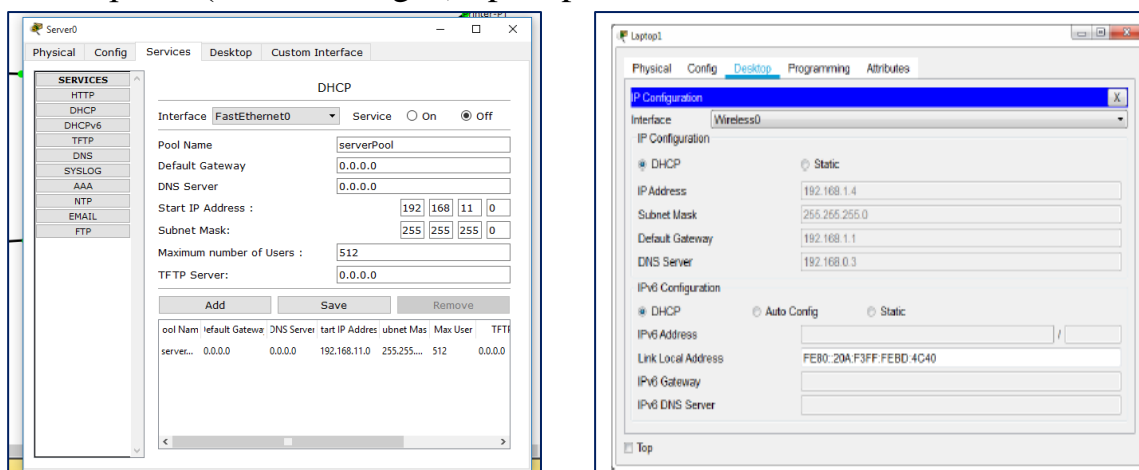 Server0
Physical Config Services Desktop Custom Interface
SERVICES
HTTP
DHCP
DHCPv6
TFTP
DNS
SYSLOG
AAA
NTP
EMAIL
FTP
DHCP
Interface FastEthernet0 Service On Off
Pool Name serverPool
Default Gateway 0.0.0.0
DNS Server 0.0.0.0
Start IP Address : 192 168 11 0
Subnet Mask: 255 255 255 0
Maximum number of Users : 512
TFTP Server: 0.0.0.0
Add Save Remove
ool Nam efault Gatewa DNS Server tart IP Addres ubnet Mas Max User TFTI
server... 0.0.0.0 0.0.0.0 192.168.11.0 255.255.... 512 0.0.0.0
Laptop1
Physical Config Desktop Programming Attributes
IP Configuration X
Interface Wireless0
IP Configuration
DHCP Static
IP Address 192.168.1.4
Subnet Mask 255.255.255.0
Default Gateway 192.168.1.1
DNS Server 192.168.0.3
IPv6 Configuration
DHCP Auto Config Static
IPv6 Address /
Link Local Address FE80::20A:F3FF:FEBD:4C40
IPv6 Gateway
IPv6 DNS Server
Top